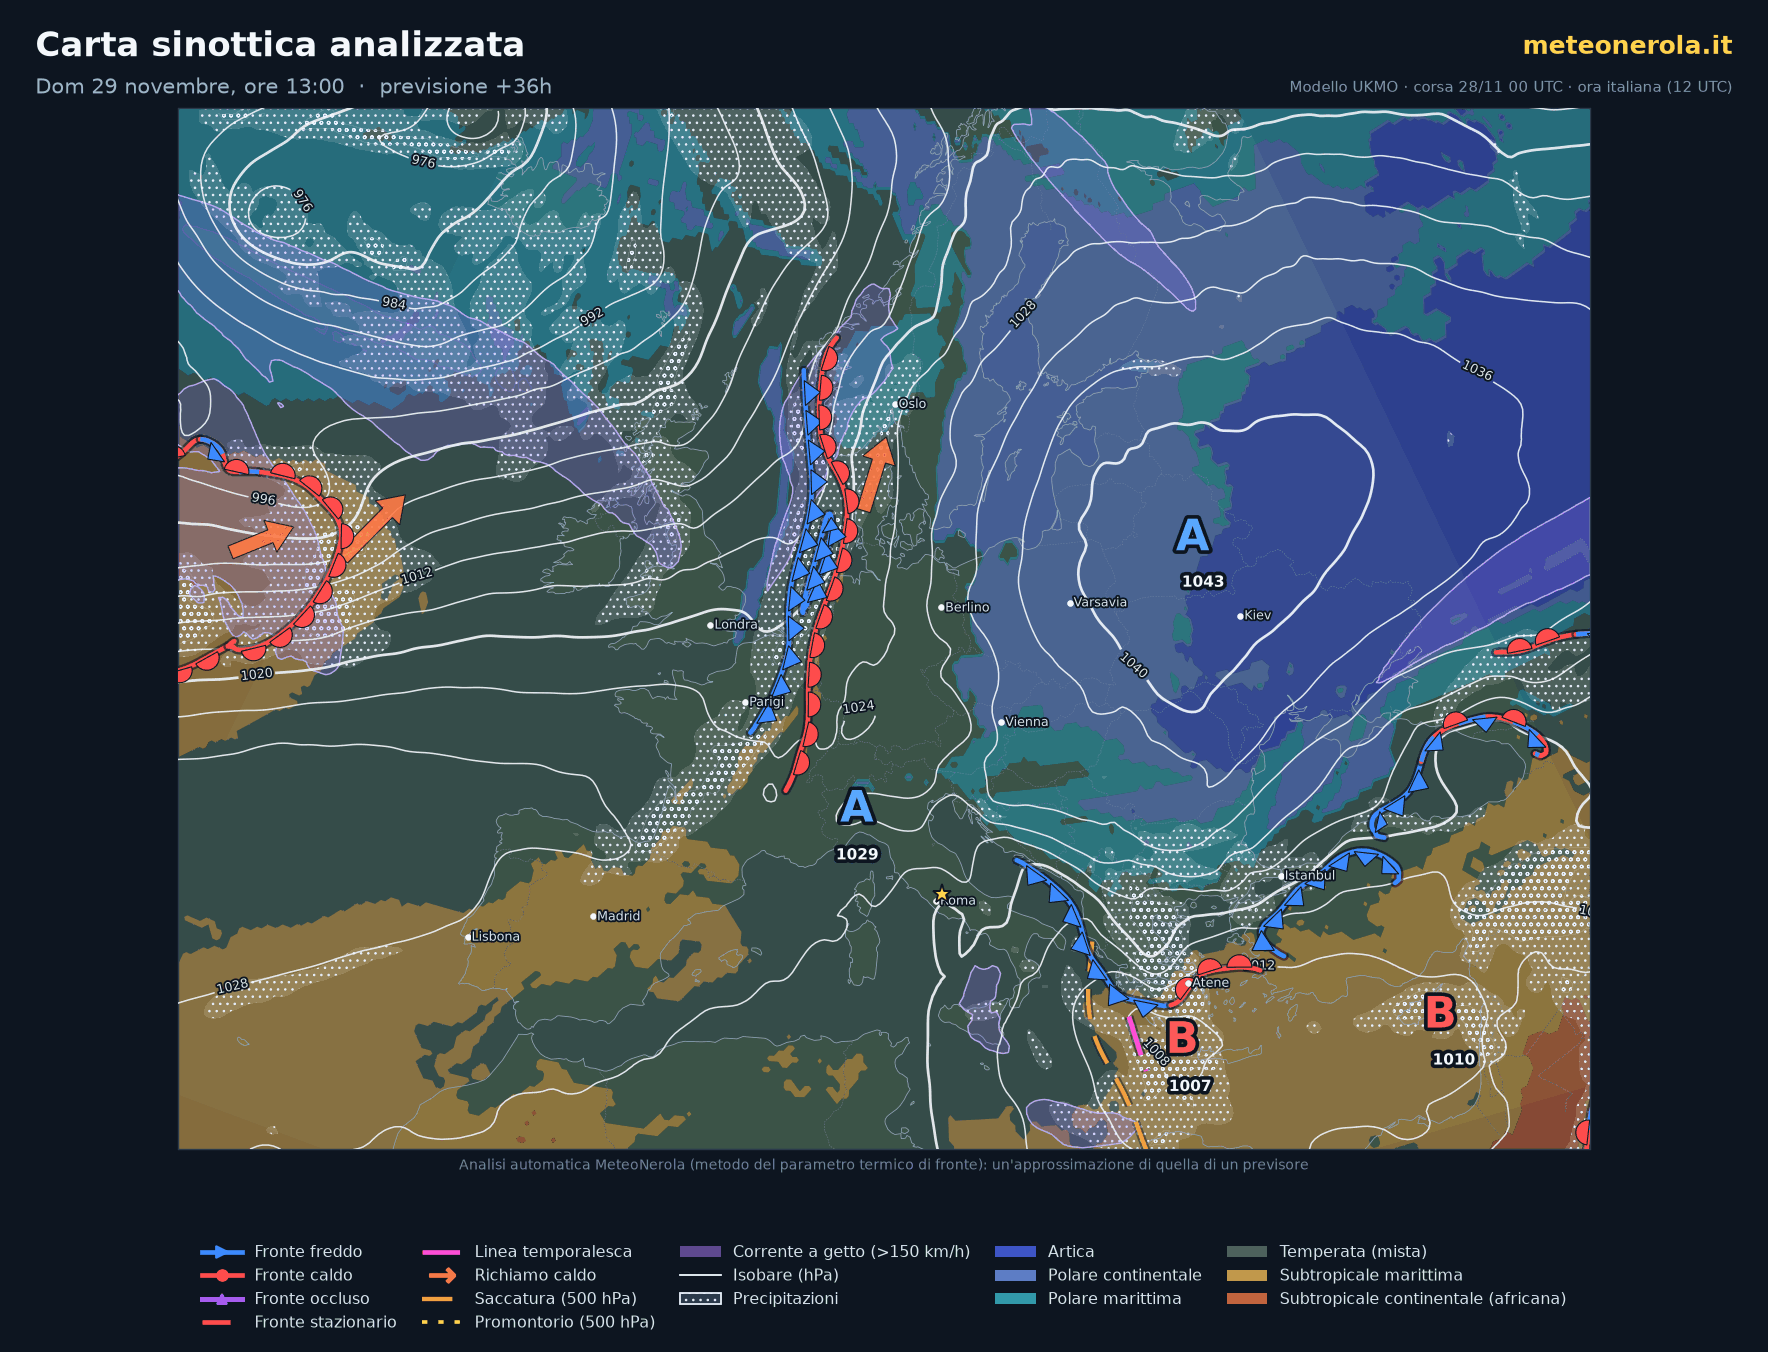 Carta sinottica analizzata
meteonerola.it
Dom 29 novembre, ore 13:00 · previsione +36h
Modello UKMO · corsa 28/11 00 UTC · ora italiana (12 UTC)
976
976
984
992
1028
1036
Oslo
996
A
1043
1012
Berlino
Varsavia
Kiev
Londra
1040
1020
Parigi
1024
Vienna
A
1029
Istanbul
Roma
Madrid
Lisbona
1012
Atene
1028
B
1010
B
1008
1007
Analisi automatica MeteoNerola (metodo del parametro termico di fronte): un'approssimazione di quella di un previsore
Fronte freddo
Linea temporalesca
Corrente a getto (>150 km/h)
Artica
Temperata (mista)
Fronte caldo
Richiamo caldo
Isobare (hPa)
Polare continentale
Subtropicale marittima
Fronte occluso
Saccatura (500 hPa)
Precipitazioni
Polare marittima
Subtropicale continentale (africana)
Fronte stazionario
Promontorio (500 hPa)